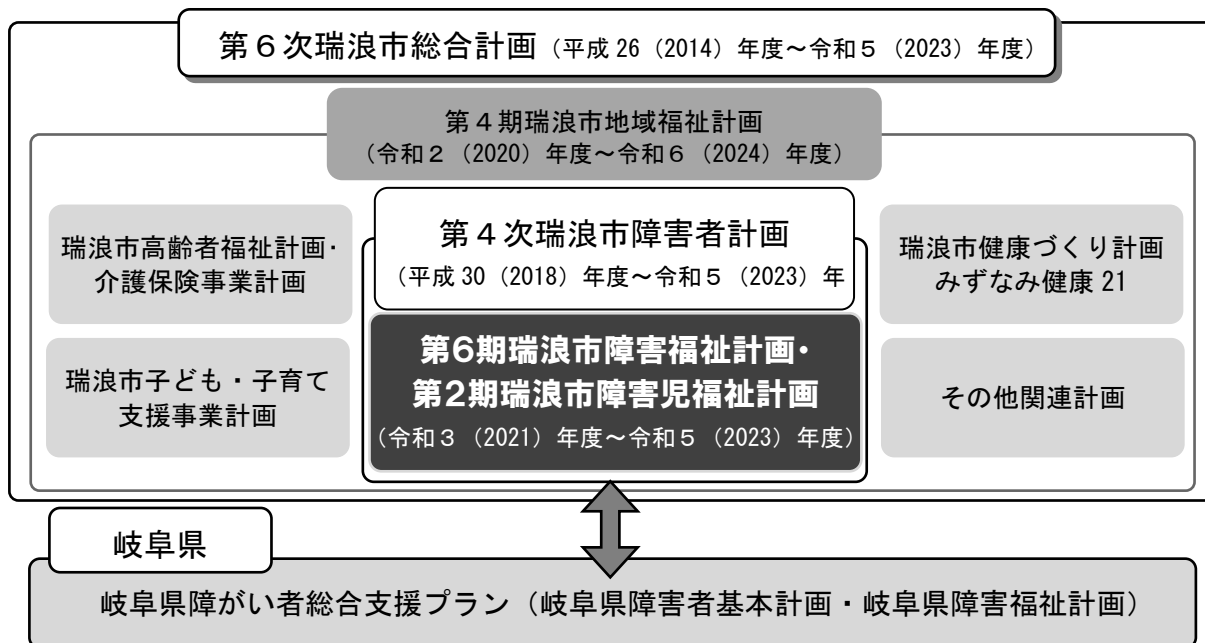 第６次瑞浪市総合計画（平成 26（2014）年度～令和５（2023）年度）
第４期瑞浪市地域福祉計画
（令和２（2020）年度～令和６（2024）年度）
瑞浪市高齢者福祉計画・
介護保険事業計画
第４次瑞浪市障害者計画
（平成 30（2018）年度～令和５（2023）年
瑞浪市健康づくり計画
みずなみ健康 21
瑞浪市子ども・子育て
支援事業計画
第６期瑞浪市障害福祉計画・
第２期瑞浪市障害児福祉計画
（令和３（2021）年度～令和５（2023）年度）
その他関連計画
岐阜県
岐阜県障がい者総合支援プラン（岐阜県障害者基本計画・岐阜県障害福祉計画）